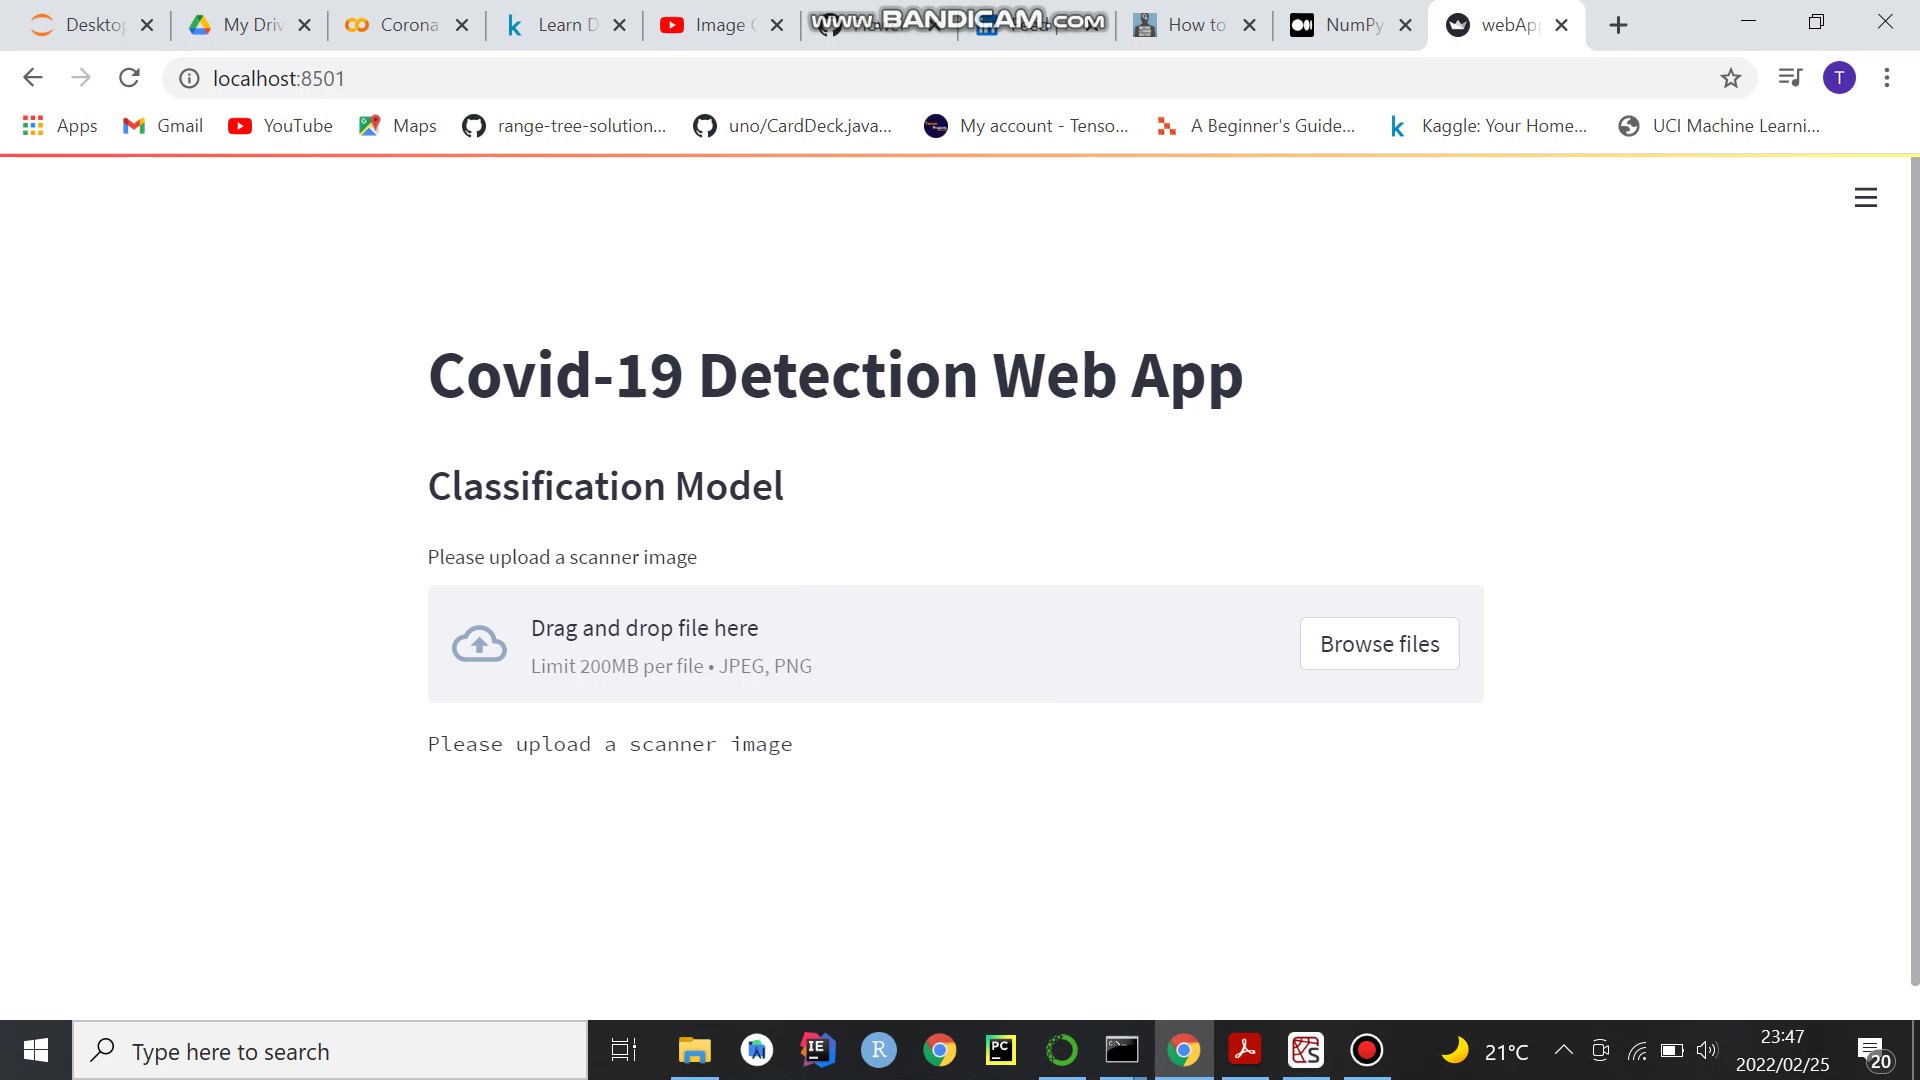 Desktop
My Driv
Corona
Learn D
Image
www.BANDICAM.com
How to
NumPy
webApp
localhost:8501
T
Apps
Gmail
YouTube
Maps
range-tree-solution...
uno/CardDeck.java...
My account - Tenso...
A Beginner's Guide...
Kaggle: Your Home...
UCI Machine Learni...
Covid-19 Detection Web App
Classification Model
Please upload a scanner image
Drag and drop file here
Limit 200MB per file • JPEG, PNG
Browse files
Please upload a scanner image
Type here to search
IE
R
PC
21°C
23:47
2022/02/25
20